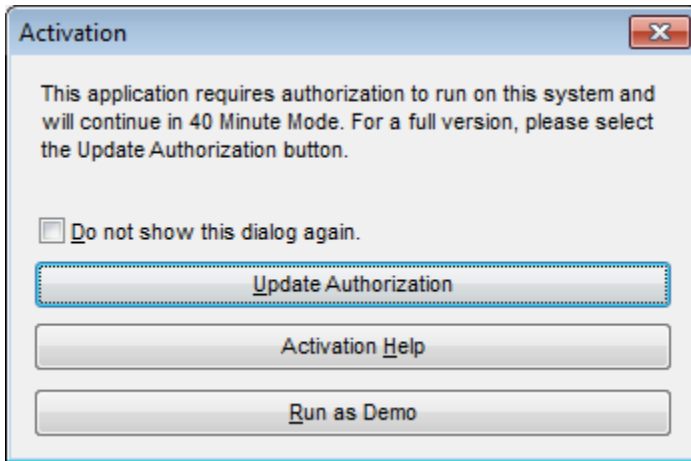 Activation
This application requires authorization to run on this system and
will continue in 40 Minute Mode. For a full version, please select
the Update Authorization button.
Do not show this dialog again.
Update Authorization
Activation Help
Run as Demo